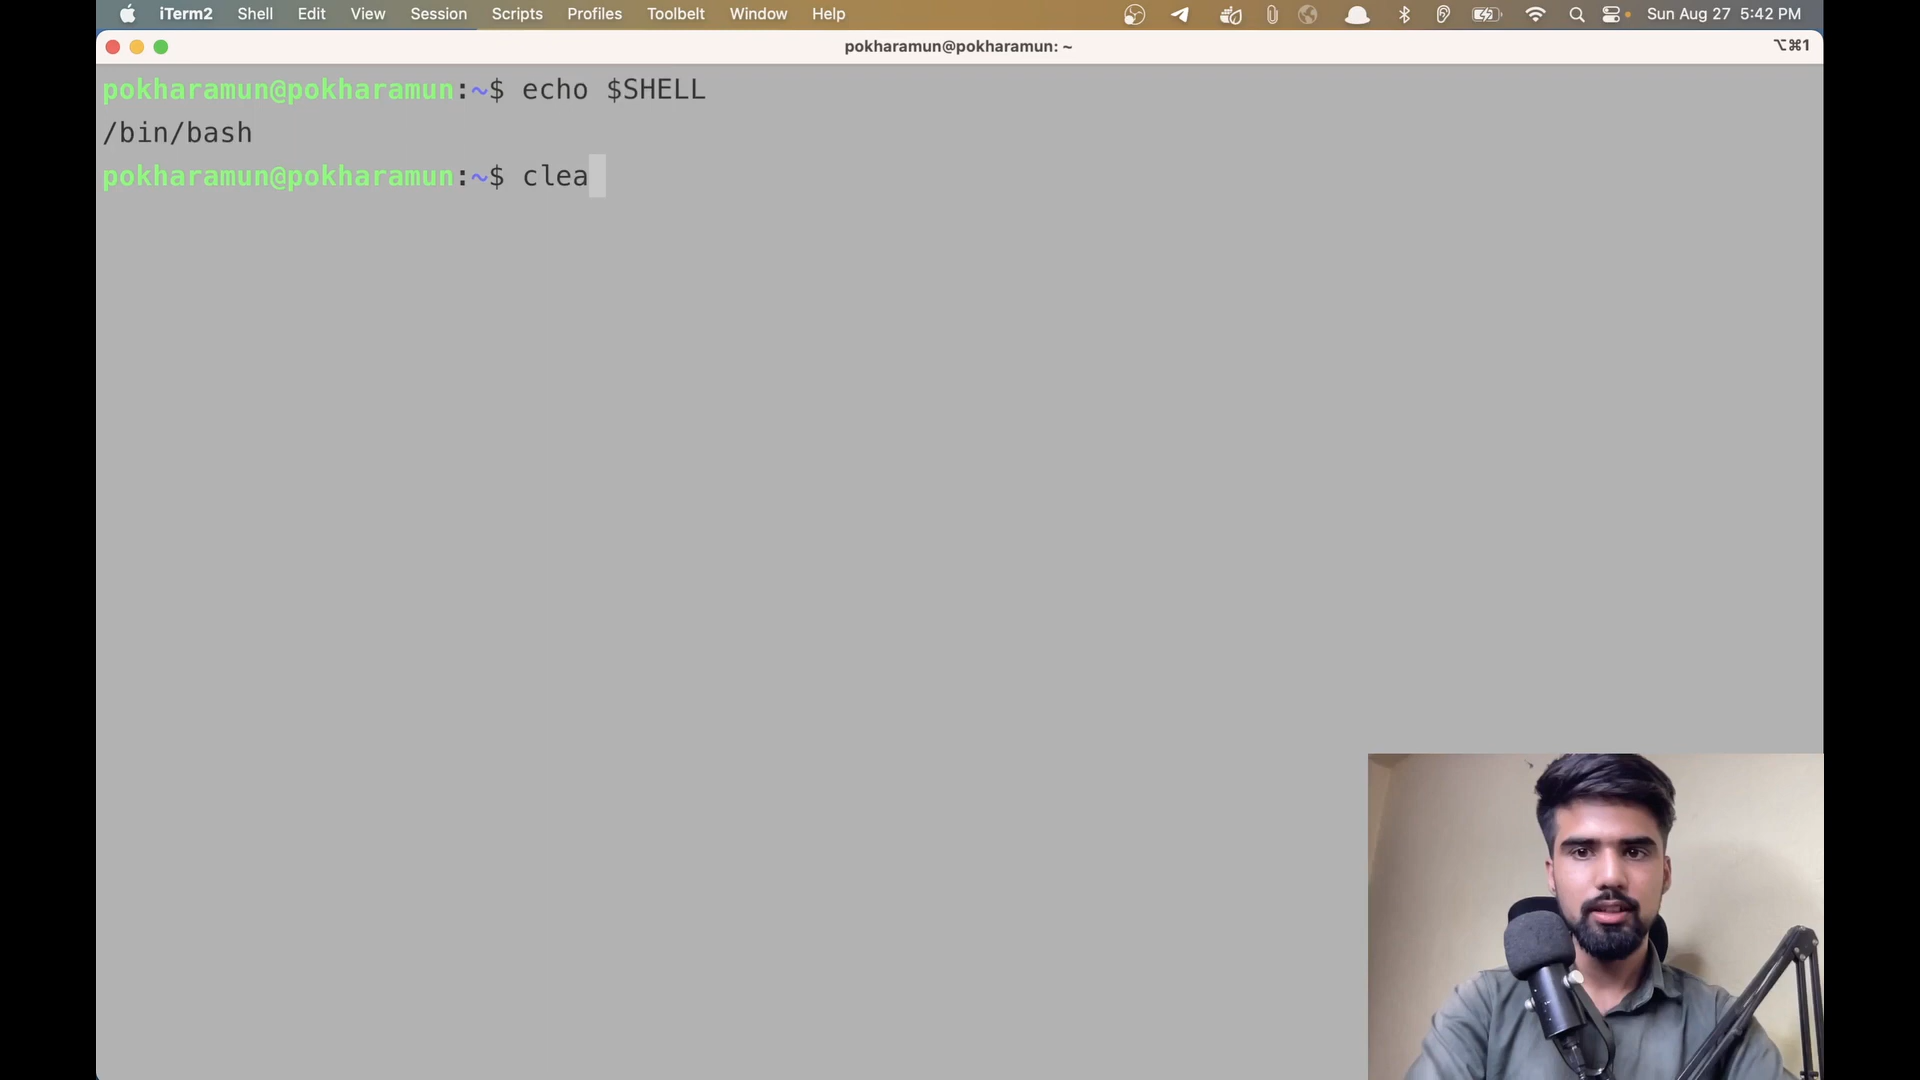 iTerm2 Shell Edit View Session Scripts Profiles Toolbelt Window Help Sun Aug 27 5:42 PM
pokharamun@pokharamun: ~ ⌥⌘1
pokharamun@pokharamun:~$ echo $SHELL
/bin/bash
pokharamun@pokharamun:~$ clea